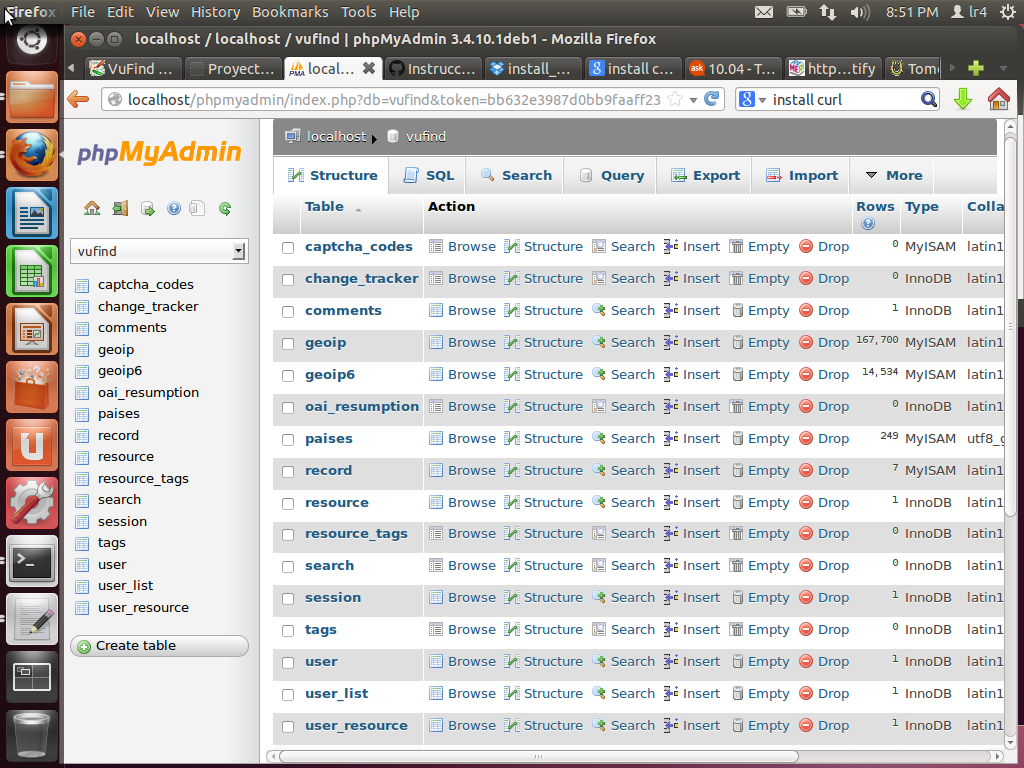 Firefox File Edit View History Bookmarks Tools Help 8:51 PM lr4
localhost / localhost / vufind | phpMyAdmin 3.4.10.1deb1 - Mozilla Firefox
VuFind ... Proyect... PMA local... Instrucc... install_... 8 install c... ask 10.04 - T... http...tify Tom
localhost/phpmyadmin/index.php?db=vufind&token=bb632e3987d0bb9faaff23 8 install curl
phpMyAdmin
vufind
captcha_codes
change_tracker
comments
geoip
geoip6
oai_resumption
paises
record
resource
resource_tags
search
session
tags
user
user_list
user_resource
Create table
localhost vufind
Structure SQL Search Query Export Import More
Table Action Rows Type Colla
captcha_codes Browse Structure Search Insert Empty Drop 0 MyISAM latin1
change_tracker Browse Structure Search Insert Empty Drop 0 InnoDB latin1
comments Browse Structure Search Insert Empty Drop 1 InnoDB latin1
geoip Browse Structure Search Insert Empty Drop 167,700 MyISAM latin1
geoip6 Browse Structure Search Insert Empty Drop 14,534 MyISAM latin1
oai_resumption Browse Structure Search Insert Empty Drop 0 InnoDB latin1
paises Browse Structure Search Insert Empty Drop 249 MyISAM utf8_g
record Browse Structure Search Insert Empty Drop 7 MyISAM latin1
resource Browse Structure Search Insert Empty Drop 1 InnoDB latin1
resource_tags Browse Structure Search Insert Empty Drop 0 InnoDB latin1
search Browse Structure Search Insert Empty Drop 0 InnoDB latin1
session Browse Structure Search Insert Empty Drop 1 InnoDB latin1
tags Browse Structure Search Insert Empty Drop 0 InnoDB latin1
user Browse Structure Search Insert Empty Drop 1 InnoDB latin1
user_list Browse Structure Search Insert Empty Drop 1 InnoDB latin1
user_resource Browse Structure Search Insert Empty Drop 1 InnoDB latin1